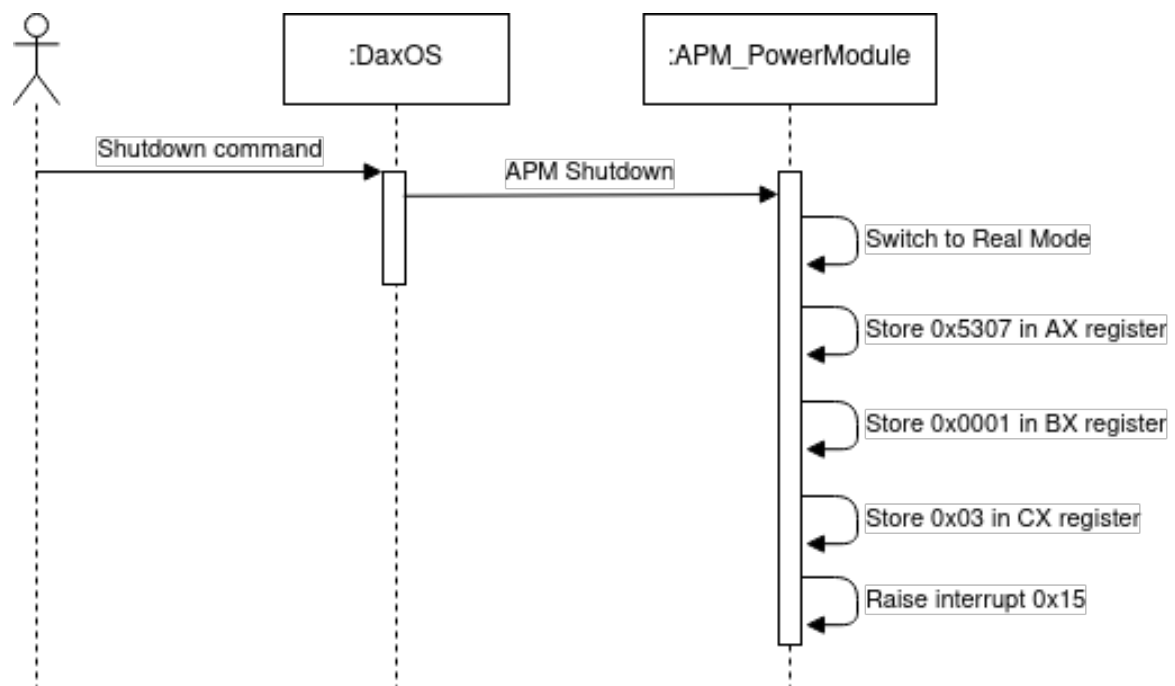 :DaxOS
:APM_PowerModule
Shutdown command
APM Shutdown
Switch to Real Mode
Store 0x5307 in AX register
Store 0x0001 in BX register
Store 0x03 in CX register
Raise interrupt 0x15